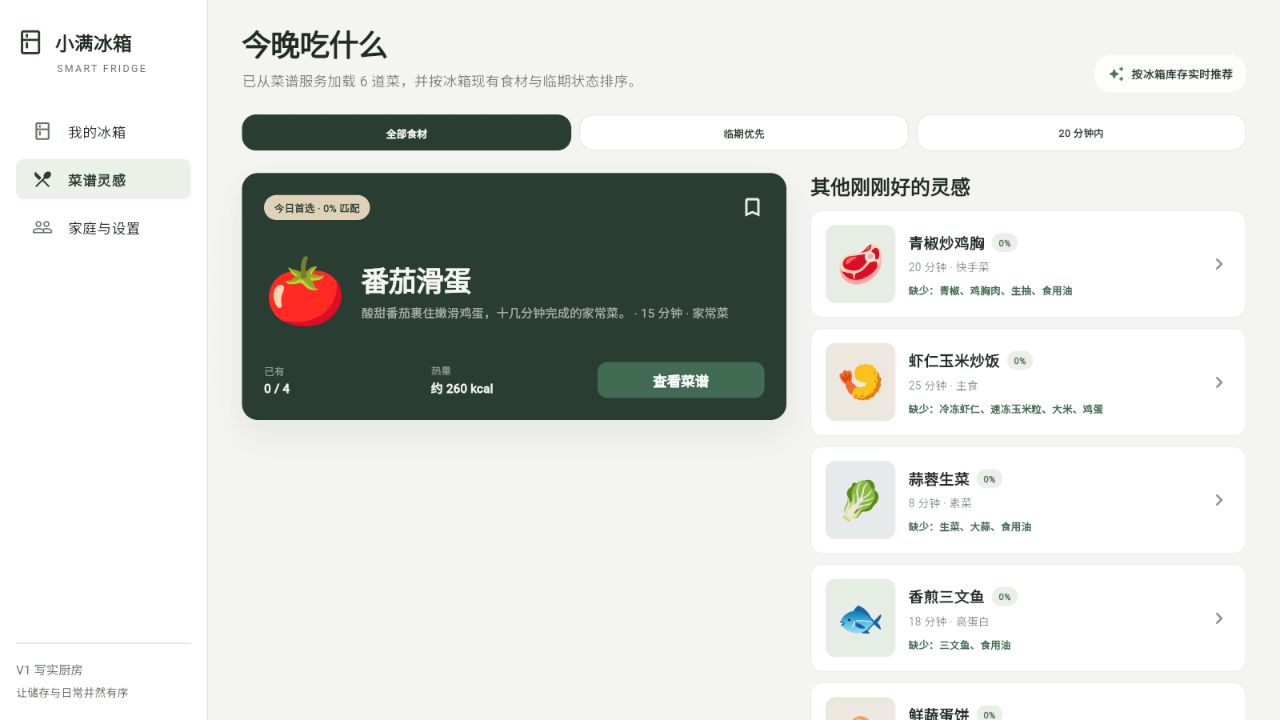 小满冰箱
SMART FRIDGE
我的冰箱
菜谱灵感
家庭与设置
V1 写实厨房
让储存与日常井然有序
今晚吃什么
已从菜谱服务加载 6 道菜，并按冰箱现有食材与临期状态排序。
按冰箱库存实时推荐
全部食材
临期优先
20 分钟内
今日首选 · 0% 匹配
番茄滑蛋
酸甜番茄裹住嫩滑鸡蛋，十几分钟完成的家常菜。 · 15 分钟 · 家常菜
已有
0 / 4
热量
约 260 kcal
查看菜谱
其他刚刚好的灵感
青椒炒鸡胸 0%
20 分钟 · 快手菜
缺少：青椒、鸡胸肉、生抽、食用油
虾仁玉米炒饭 0%
25 分钟 · 主食
缺少：冷冻虾仁、速冻玉米粒、大米、鸡蛋
蒜蓉生菜 0%
8 分钟 · 素菜
缺少：生菜、大蒜、食用油
香煎三文鱼 0%
18 分钟 · 高蛋白
缺少：三文鱼、食用油
鲜蔬蛋饼 0%